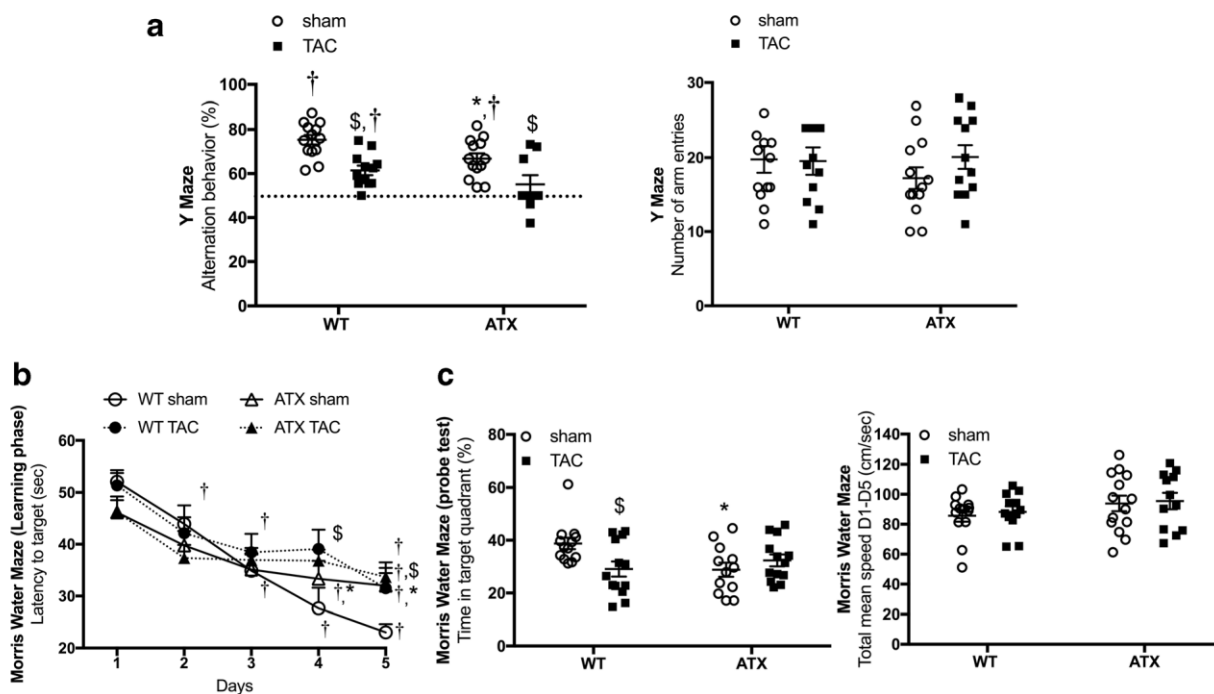 a
sham
TAC
Y Maze
Alternation behavior (%)
100
80
60
40
20
0
†
$, †
*,†
$
WT
ATX
sham
TAC
Y Maze
Number of arm entries
30
20
10
0
WT
ATX
b
WT sham
ATX sham
WT TAC
ATX TAC
Morris Water Maze (Learning phase)
Latency to target (sec)
60
50
40
30
20
†
†
$
†
†,$
†
†,*
†,*
†
†
1
2
3
4
5
Days
c
Morris Water Maze (probe test)
Time in target quadrant (%)
sham
TAC
80
60
40
20
0
$
*
WT
ATX
Morris Water Maze
Total mean speed D1-D5 (cm/sec)
sham
TAC
140
120
100
80
60
40
20
0
WT
ATX